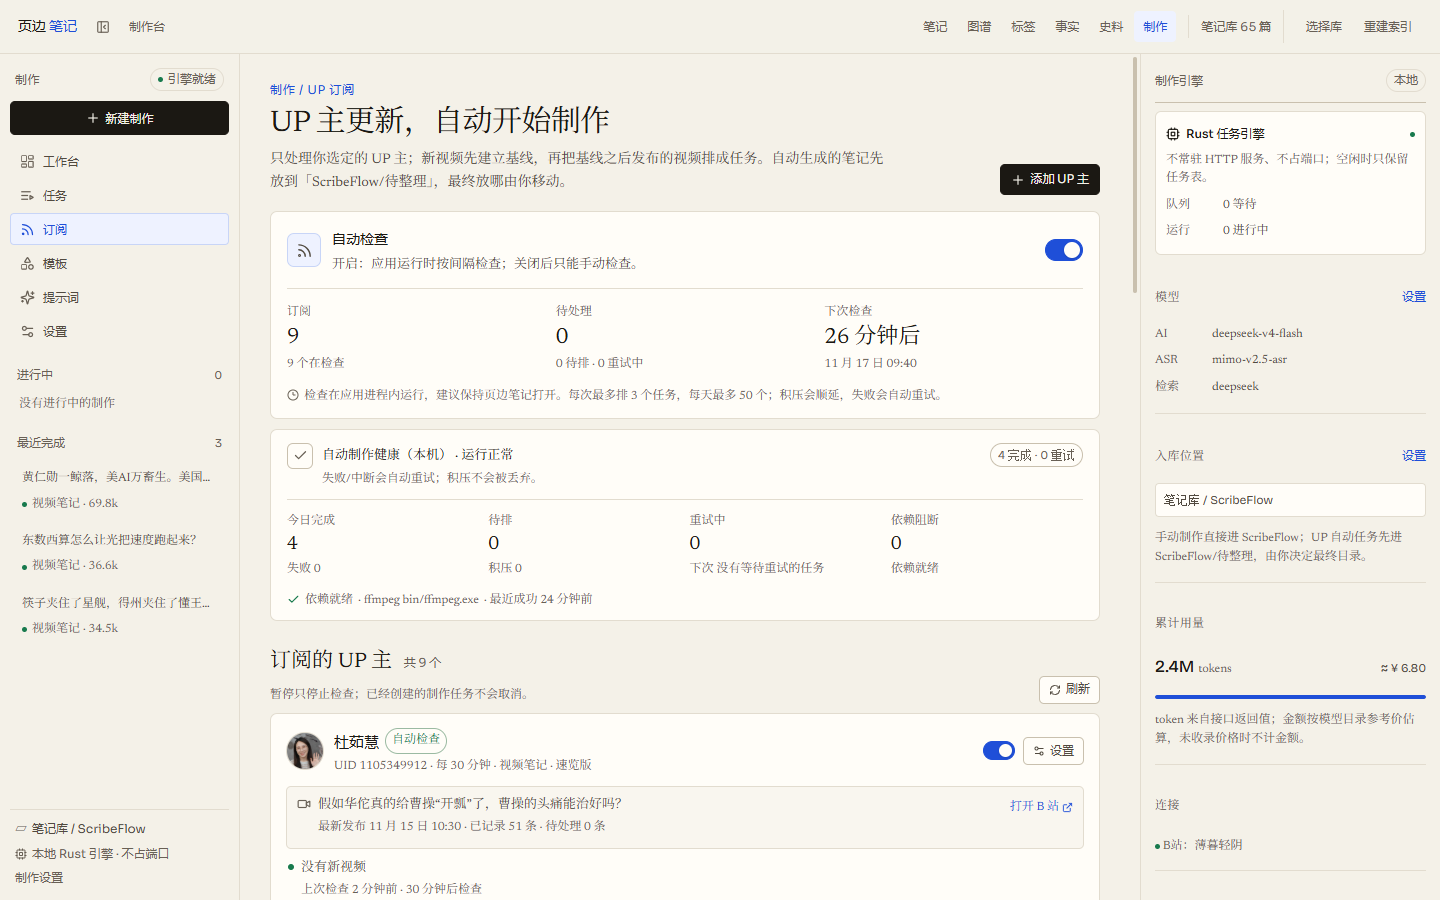 页边 笔记
制作台
笔记
图谱
标签
事实
史料
制作
笔记库 65 篇
选择库
重建索引
制作
引擎就绪
新建制作
工作台
任务
订阅
模板
提示词
设置
进行中
0
没有进行中的制作
最近完成
3
黄仁勋一鲸落，美AI万畜生。美国...
视频笔记 · 69.8k
东数西算怎么让光把速度跑起来？
视频笔记 · 36.6k
筷子夹住了星舰，得州夹住了懂王...
视频笔记 · 34.5k
笔记库 / ScribeFlow
本地 Rust 引擎 · 不占端口
制作设置
制作 / UP 订阅
UP 主更新，自动开始制作
只处理你选定的 UP 主；新视频先建立基线，再把基线之后发布的视频排成任务。自动生成的笔记先
放到「ScribeFlow/待整理」，最终放哪由你移动。
添加 UP 主
自动检查
开启：应用运行时按间隔检查；关闭后只能手动检查。
订阅
9
9 个在检查
待处理
0
0 待排 · 0 重试中
下次检查
26 分钟后
11 月 17 日 09:40
检查在应用进程内运行，建议保持页边笔记打开。每次最多排 3 个任务，每天最多 50 个；积压会顺延，失败会自动重试。
自动制作健康（本机） · 运行正常
失败/中断会自动重试；积压不会被丢弃。
4 完成 · 0 重试
今日完成
4
失败 0
待排
0
积压 0
重试中
0
下次 没有等待重试的任务
依赖阻断
0
依赖就绪
依赖就绪 · ffmpeg bin/ffmpeg.exe · 最近成功 24 分钟前
订阅的 UP 主
共 9 个
暂停只停止检查；已经创建的制作任务不会取消。
刷新
杜茹慧
自动检查
UID 1105349912 · 每 30 分钟 · 视频笔记 · 速览版
设置
假如华佗真的给曹操“开瓢”了，曹操的头痛能治好吗？
最新发布 11 月 15 日 10:30 · 已记录 51 条 · 待处理 0 条
打开 B 站
没有新视频
上次检查 2 分钟前 · 30 分钟后检查
制作引擎
本地
Rust 任务引擎
不常驻 HTTP 服务、不占端口；空闲时只保留
任务表。
队列
0 等待
运行
0 进行中
模型
设置
AI
deepseek-v4-flash
ASR
mimo-v2.5-asr
检索
deepseek
入库位置
设置
笔记库 / ScribeFlow
手动制作直接进 ScribeFlow；UP 自动任务先进
ScribeFlow/待整理，由你决定最终目录。
累计用量
2.4M tokens
≈ ¥ 6.80
token 来自接口返回值；金额按模型目录参考价估
算，未收录价格时不计金额。
连接
B站：薄暮轻阴